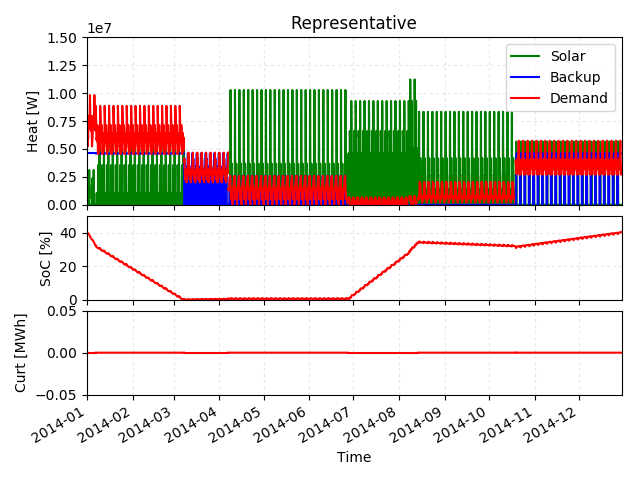 Representative
1e7
1.50
1.25
1.00
0.75
0.50
0.25
0.00
Heat [W]
Solar
Backup
Demand
40
20
0
SoC [%]
0.05
0.00
−0.05
Curt [MWh]
2014-01
2014-02
2014-03
2014-04
2014-05
2014-06
2014-07
2014-08
2014-09
2014-10
2014-11
2014-12
Time